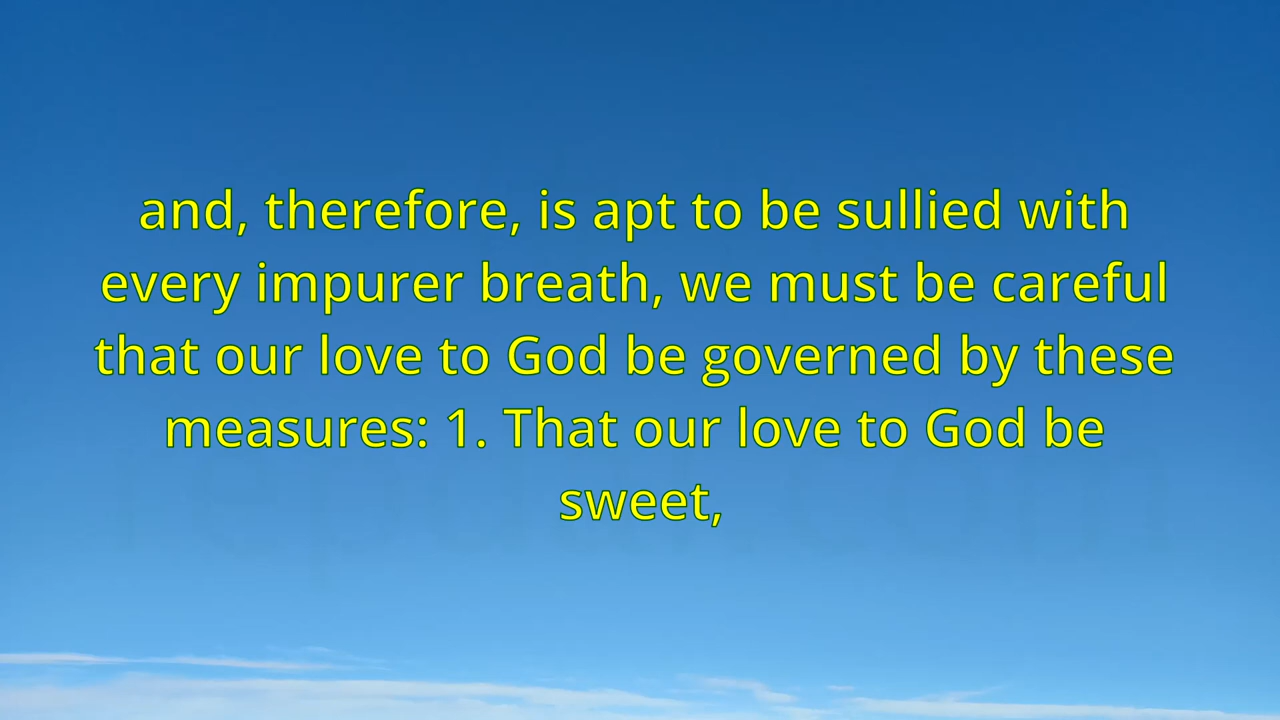 and, therefore, is apt to be sullied with
every impurer breath, we must be careful
that our love to God be governed by these
measures: 1. That our love to God be
sweet,